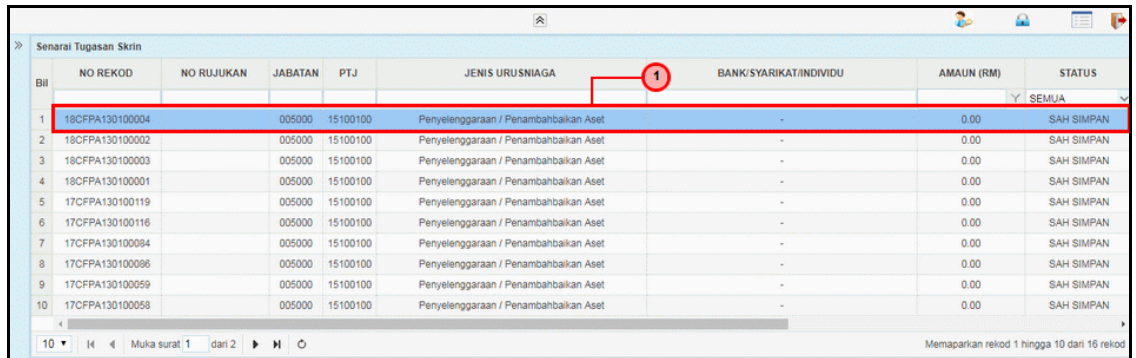 Senarai Tugasan Skrin
Bil NO REKOD NO RUJUKAN JABATAN PTJ JENIS URUSNIAGA BANK/SYARIKAT/INDIVIDU AMAUN (RM) STATUS
1
SEMUA
1 18CFPA130100004 005000 15100100 Penyelenggaraan / Penambahbaikan Aset - 0.00 SAH SIMPAN
2 18CFPA130100002 005000 15100100 Penyelenggaraan / Penambahbaikan Aset - 0.00 SAH SIMPAN
3 18CFPA130100003 005000 15100100 Penyelenggaraan / Penambahbaikan Aset - 0.00 SAH SIMPAN
4 18CFPA130100001 005000 15100100 Penyelenggaraan / Penambahbaikan Aset - 0.00 SAH SIMPAN
5 17CFPA130100119 005000 15100100 Penyelenggaraan / Penambahbaikan Aset - 0.00 SAH SIMPAN
6 17CFPA130100116 005000 15100100 Penyelenggaraan / Penambahbaikan Aset - 0.00 SAH SIMPAN
7 17CFPA130100084 005000 15100100 Penyelenggaraan / Penambahbaikan Aset - 0.00 SAH SIMPAN
8 17CFPA130100086 005000 15100100 Penyelenggaraan / Penambahbaikan Aset - 0.00 SAH SIMPAN
9 17CFPA130100059 005000 15100100 Penyelenggaraan / Penambahbaikan Aset - 0.00 SAH SIMPAN
10 17CFPA130100058 005000 15100100 Penyelenggaraan / Penambahbaikan Aset - 0.00 SAH SIMPAN
10 Muka surat 1 dari 2 Memaparkan rekod 1 hingga 10 dari 16 rekod